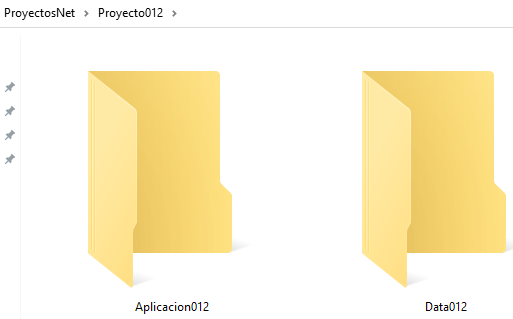 ProyectosNet > Proyecto012 >
Aplicacion012
Data012